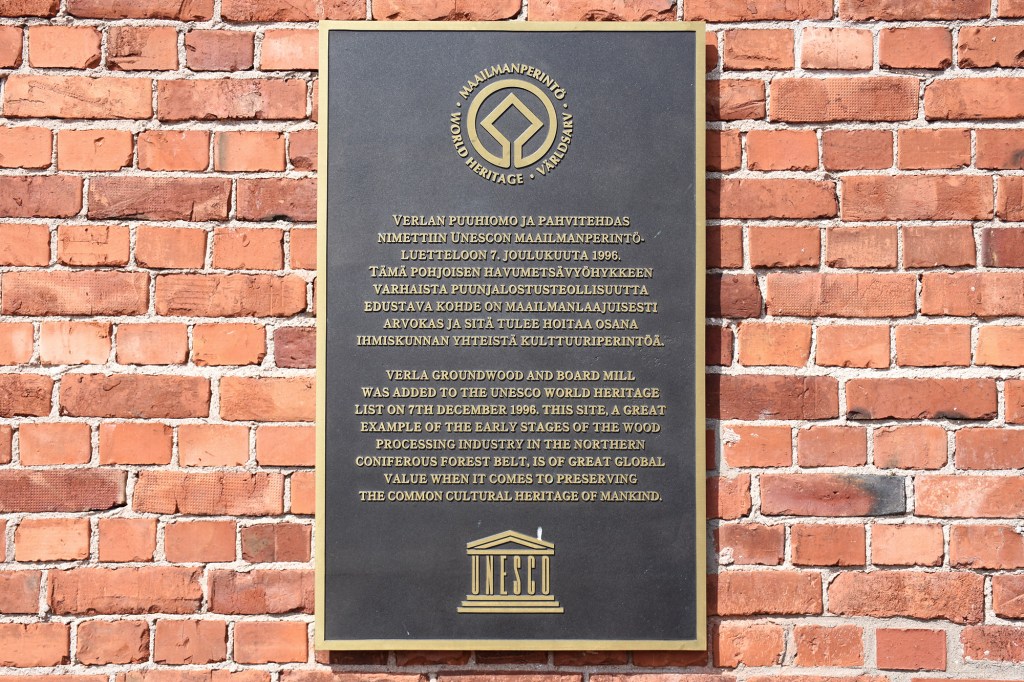 · MAAILMANPERINTÖ ·
WORLD HERITAGE · VÄRLDSARV
VERLAN PUUHIOMO JA PAHVITEHDAS
NIMETTIIN UNESCON MAAILMANPERINTÖ-
LUETTELOON 7. JOULUKUUTA 1996.
TÄMÄ POHJOISEN HAVUMETSÄVYÖHYKKEEN
VARHAISTA PUUNJALOSTUSTEOLLISUUTTA
EDUSTAVA KOHDE ON MAAILMANLAAJUISESTI
ARVOKAS JA SITÄ TULEE HOITAA OSANA
IHMISKUNNAN YHTEISTÄ KULTTUURIPERINTÖÄ.
VERLA GROUNDWOOD AND BOARD MILL
WAS ADDED TO THE UNESCO WORLD HERITAGE
LIST ON 7TH DECEMBER 1996. THIS SITE, A GREAT
EXAMPLE OF THE EARLY STAGES OF THE WOOD
PROCESSING INDUSTRY IN THE NORTHERN
CONIFEROUS FOREST BELT, IS OF GREAT GLOBAL
VALUE WHEN IT COMES TO PRESERVING
THE COMMON CULTURAL HERITAGE OF MANKIND.
UNESCO